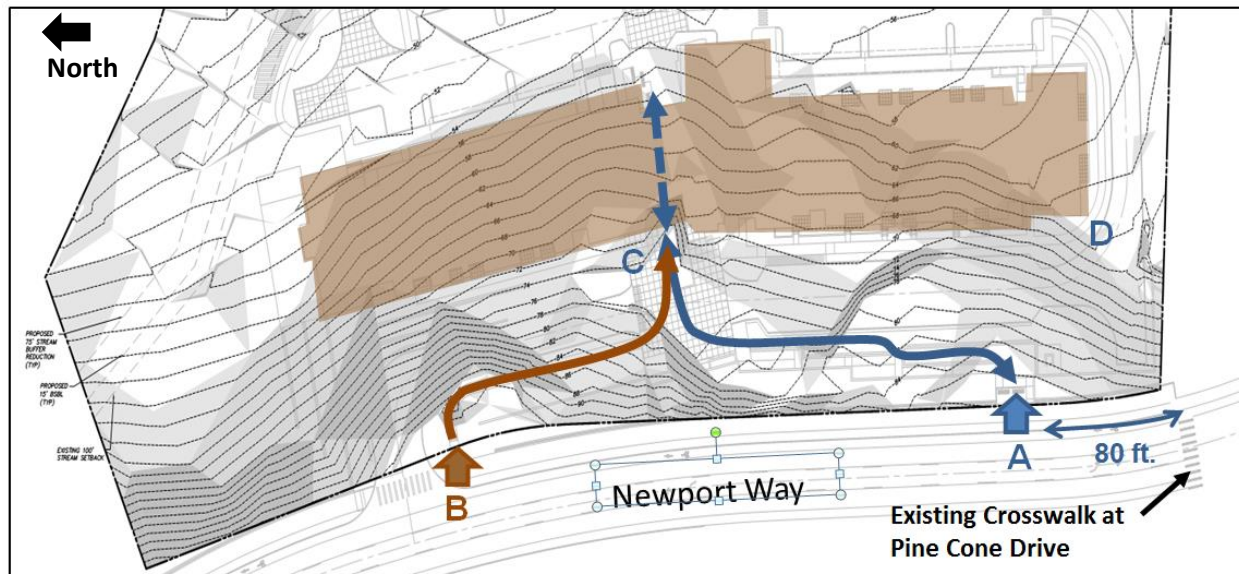 North
C
D
PROPOSED
75' STREAM
BUFFER
REDUCTION
(TYP)
PROPOSED
15' BSBL
(TYP)
EXISTING 100'
STREAM SETBACK
B
Newport Way
A
80 ft.
Existing Crosswalk at
Pine Cone Drive